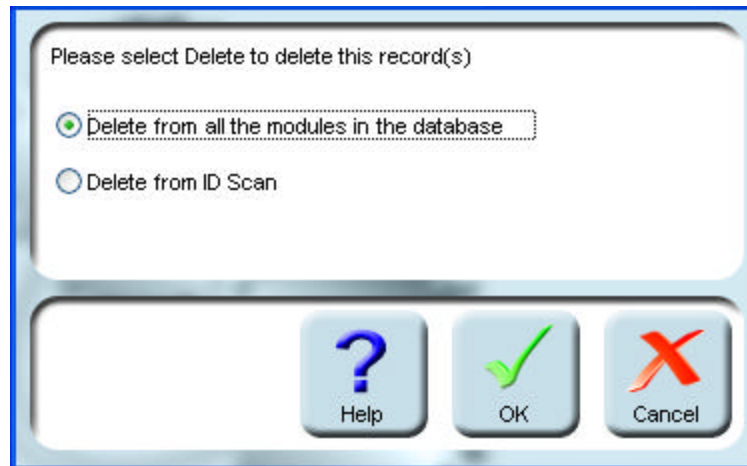 Please select Delete to delete this record(s)
Delete from all the modules in the database
Delete from ID Scan
Help
OK
Cancel